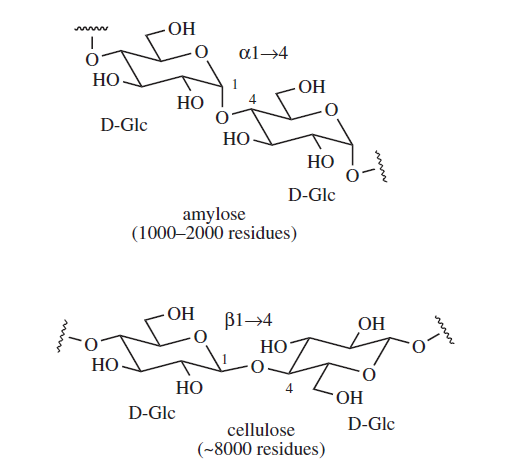 OH
O
O
α1→4
HO
HO
1
D-Glc
O
4
OH
O
HO
HO
O
D-Glc
amylose
(1000–2000 residues)
OH
β1→4
OH
O
O
HO
O
HO
1
O
O
HO
4
OH
D-Glc
D-Glc
cellulose
(~8000 residues)